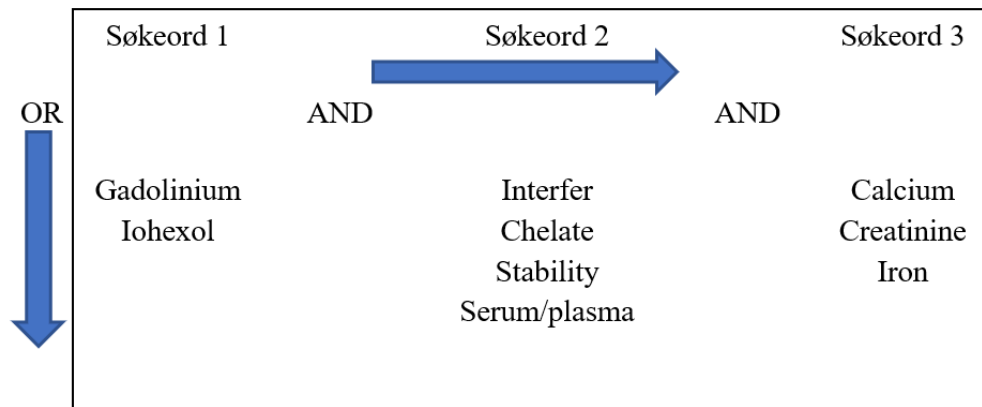 Søkeord 1 Søkeord 2 Søkeord 3
OR AND AND
Gadolinium Interfer Calcium
Iohexol Chelate Creatinine
Stability Iron
Serum/plasma